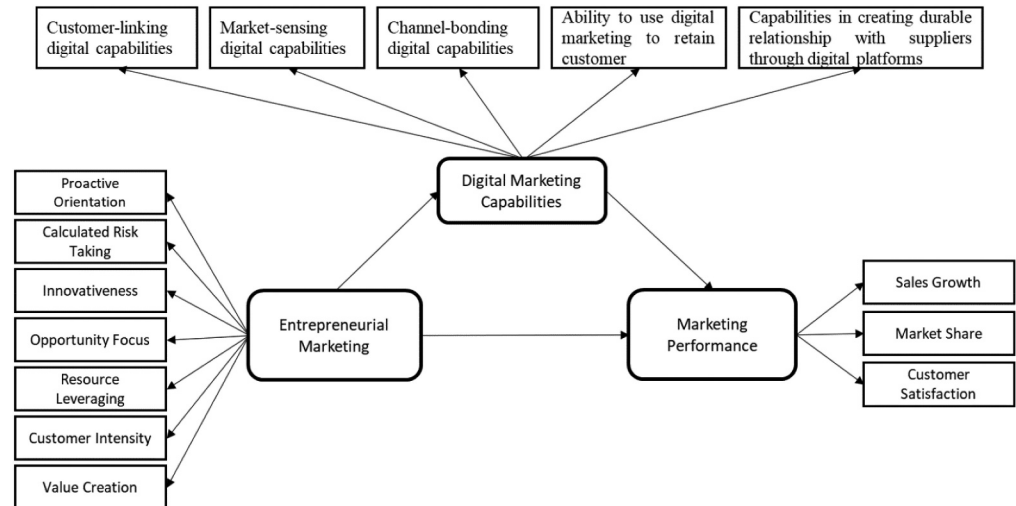 Customer-linking
digital capabilities
Market-sensing
digital capabilities
Channel-bonding
digital capabilities
Ability to use digital
marketing to retain
customer
Capabilities in creating durable
relationship with suppliers
through digital platforms
Digital Marketing
Capabilities
Proactive
Orientation
Calculated Risk
Taking
Innovativeness
Opportunity Focus
Resource
Leveraging
Customer Intensity
Value Creation
Entrepreneurial
Marketing
Marketing
Performance
Sales Growth
Market Share
Customer
Satisfaction